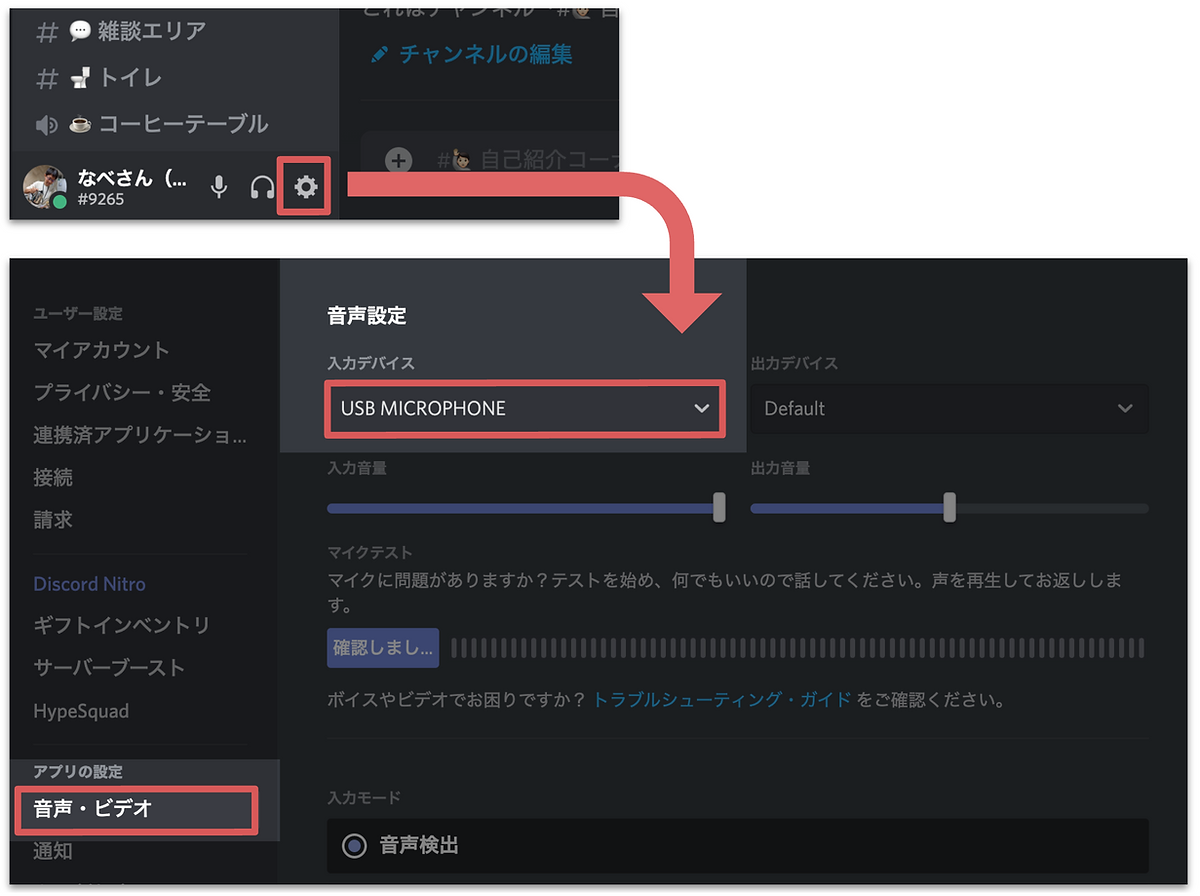 # 💬 雑談エリア
# 🚽 トイレ
☕ コーヒーテーブル
なべさん（...
#9265
チャンネルの編集
自己紹介コーナ
ユーザー設定
マイアカウント
プライバシー・安全
連携済アプリケーショ...
接続
請求
Discord Nitro
ギフトインベントリ
サーバーブースト
HypeSquad
アプリの設定
音声・ビデオ
通知
音声設定
入力デバイス
USB MICROPHONE
出力デバイス
Default
入力音量
出力音量
マイクテスト
マイクに問題がありますか？テストを始め、何でもいいので話してください。声を再生してお返ししま
す。
確認しまし...
ボイスやビデオでお困りですか？ トラブルシューティング・ガイド をご確認ください。
入力モード
音声検出